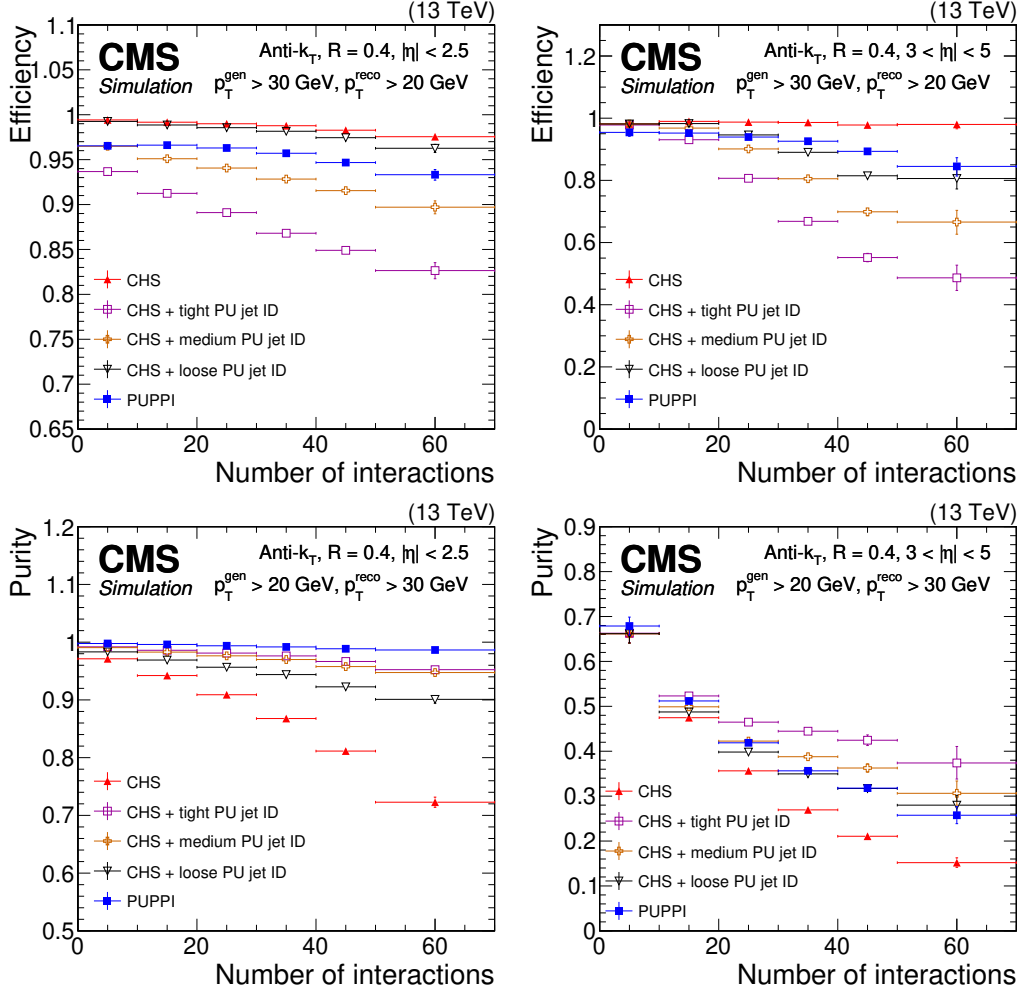 (13 TeV)
CMS
Simulation
Anti-k_T, R = 0.4, |η| < 2.5
p_T^gen > 30 GeV, p_T^reco > 20 GeV
Efficiency
1.1
1.05
1
0.95
0.9
0.85
0.8
0.75
0.7
0.65
CHS
CHS + tight PU jet ID
CHS + medium PU jet ID
CHS + loose PU jet ID
PUPPI
0 20 40 60
Number of interactions
(13 TeV)
CMS
Simulation
Anti-k_T, R = 0.4, 3 < |η| < 5
p_T^gen > 30 GeV, p_T^reco > 20 GeV
Efficiency
1.2
1
0.8
0.6
0.4
0.2
0
CHS
CHS + tight PU jet ID
CHS + medium PU jet ID
CHS + loose PU jet ID
PUPPI
0 20 40 60
Number of interactions
(13 TeV)
CMS
Simulation
Anti-k_T, R = 0.4, |η| < 2.5
p_T^gen > 20 GeV, p_T^reco > 30 GeV
Purity
1.2
1.1
1
0.9
0.8
0.7
0.6
0.5
CHS
CHS + tight PU jet ID
CHS + medium PU jet ID
CHS + loose PU jet ID
PUPPI
0 20 40 60
Number of interactions
(13 TeV)
CMS
Simulation
Anti-k_T, R = 0.4, 3 < |η| < 5
p_T^gen > 20 GeV, p_T^reco > 30 GeV
Purity
0.9
0.8
0.7
0.6
0.5
0.4
0.3
0.2
0.1
0
CHS
CHS + tight PU jet ID
CHS + medium PU jet ID
CHS + loose PU jet ID
PUPPI
0 20 40 60
Number of interactions